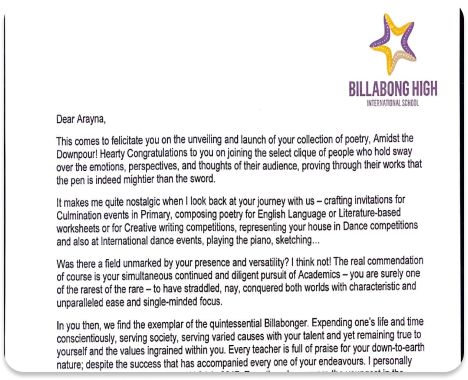 BILLABONG HIGH
INTERNATIONAL SCHOOL
Dear Arayna,
This comes to felicitate you on the unveiling and launch of your collection of poetry, Amidst the
Downpour! Hearty Congratulations to you on joining the select clique of people who hold sway
over the emotions, perspectives, and thoughts of their audience, proving through their works that
the pen is indeed mightier than the sword.
It makes me quite nostalgic when I look back at your journey with us – crafting invitations for
Culmination events in Primary, composing poetry for English Language or Literature-based
worksheets or for Creative writing competitions, representing your house in Dance competitions
and also at International dance events, playing the piano, sketching…
Was there a field unmarked by your presence and versatility? I think not! The real commendation
of course is your simultaneous continued and diligent pursuit of Academics – you are surely one
of the rarest of the rare – to have straddled, nay, conquered both worlds with characteristic and
unparalleled ease and single-minded focus.
In you then, we find the exemplar of the quintessential Billabonger. Expending one's life and time
conscientiously, serving society, serving varied causes with your talent and yet remaining true to
yourself and the values ingrained within you. Every teacher is full of praise for your down-to-earth
nature; despite the success that has accompanied every one of your endeavours. I personally